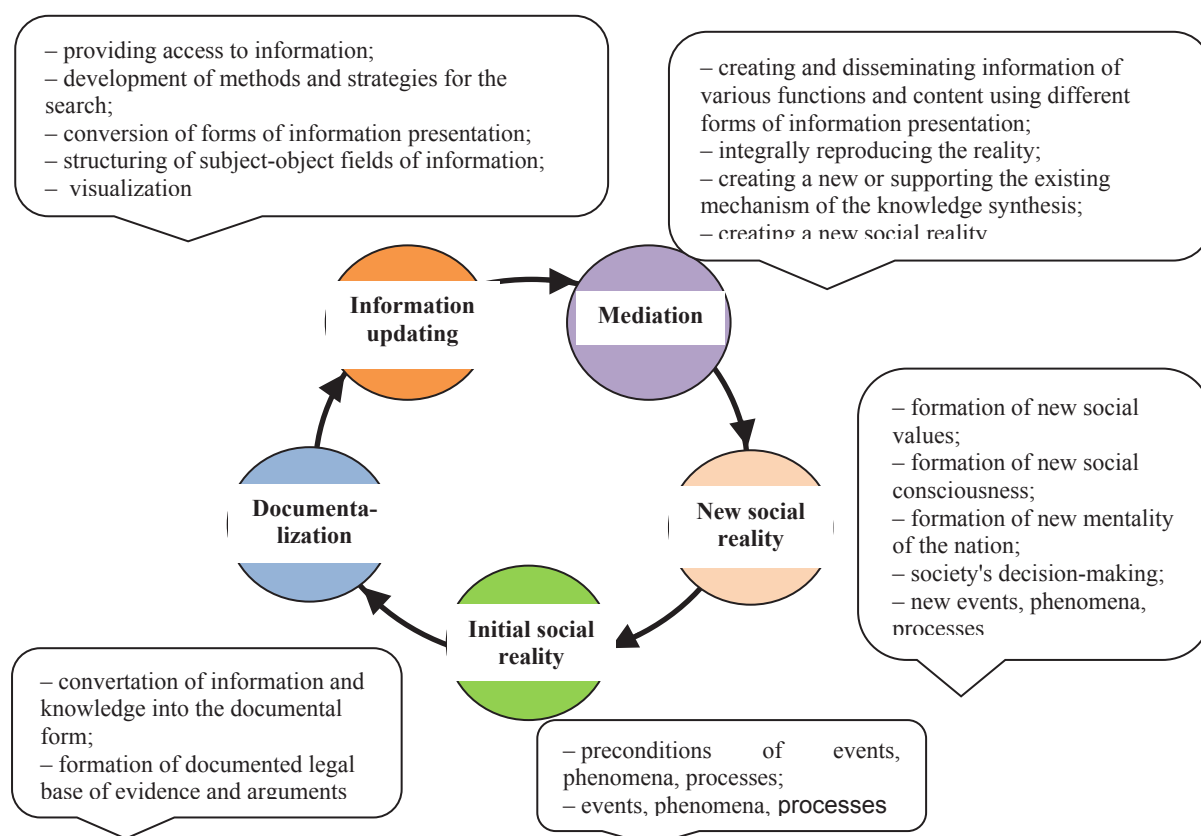 – providing access to information;
– development of methods and strategies for the
search;
– conversion of forms of information presentation;
– structuring of subject-object fields of information;
– visualization
– creating and disseminating information of
various functions and content using different
forms of information presentation;
– integrally reproducing the reality;
– creating a new or supporting the existing
mechanism of the knowledge synthesis;
– creating a new social reality
Information
updating
Mediation
– formation of new social
values;
– formation of new social
consciousness;
– formation of new mentality
of the nation;
– society's decision-making;
– new events, phenomena,
processes
Documenta-
lization
New social
reality
Initial social
reality
– convertation of information and
knowledge into the documental
form;
– formation of documented legal
base of evidence and arguments
– preconditions of events,
phenomena, processes;
– events, phenomena, processes